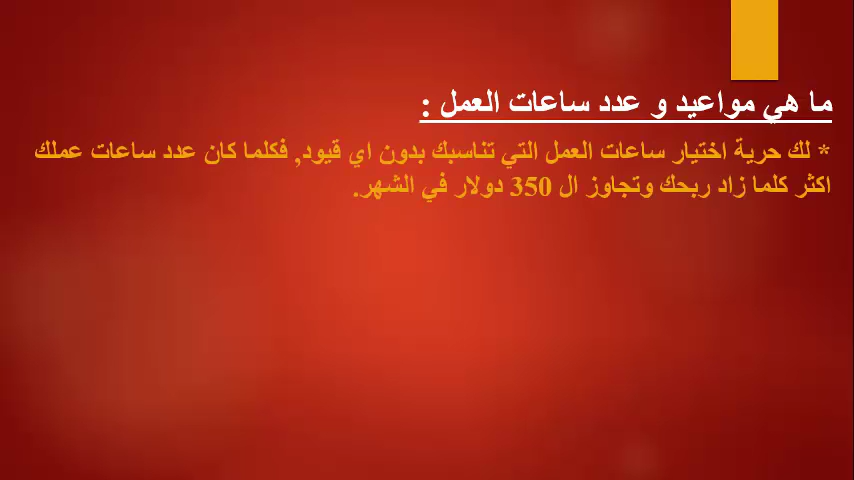 ما هي مواعيد و عدد ساعات العمل :
* لك حرية اختيار ساعات العمل التي تناسبك بدون اي قيود, فكلما كان عدد ساعات عملك
اكثر كلما زاد ربحك وتجاوز ال 350 دولار في الشهر.